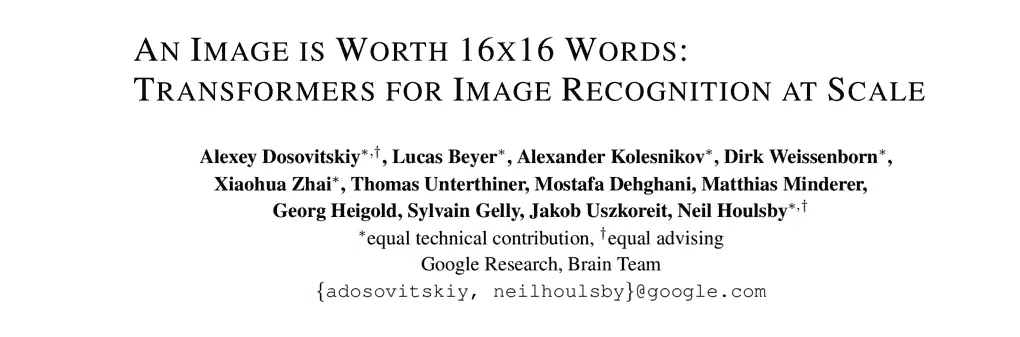 AN IMAGE IS WORTH 16X16 WORDS:
TRANSFORMERS FOR IMAGE RECOGNITION AT SCALE
Alexey Dosovitskiy*,†, Lucas Beyer*, Alexander Kolesnikov*, Dirk Weissenborn*,
Xiaohua Zhai*, Thomas Unterthiner, Mostafa Dehghani, Matthias Minderer,
Georg Heigold, Sylvain Gelly, Jakob Uszkoreit, Neil Houlsby*,†
*equal technical contribution, †equal advising
Google Research, Brain Team
{adosovitskiy, neilhoulsby}@google.com